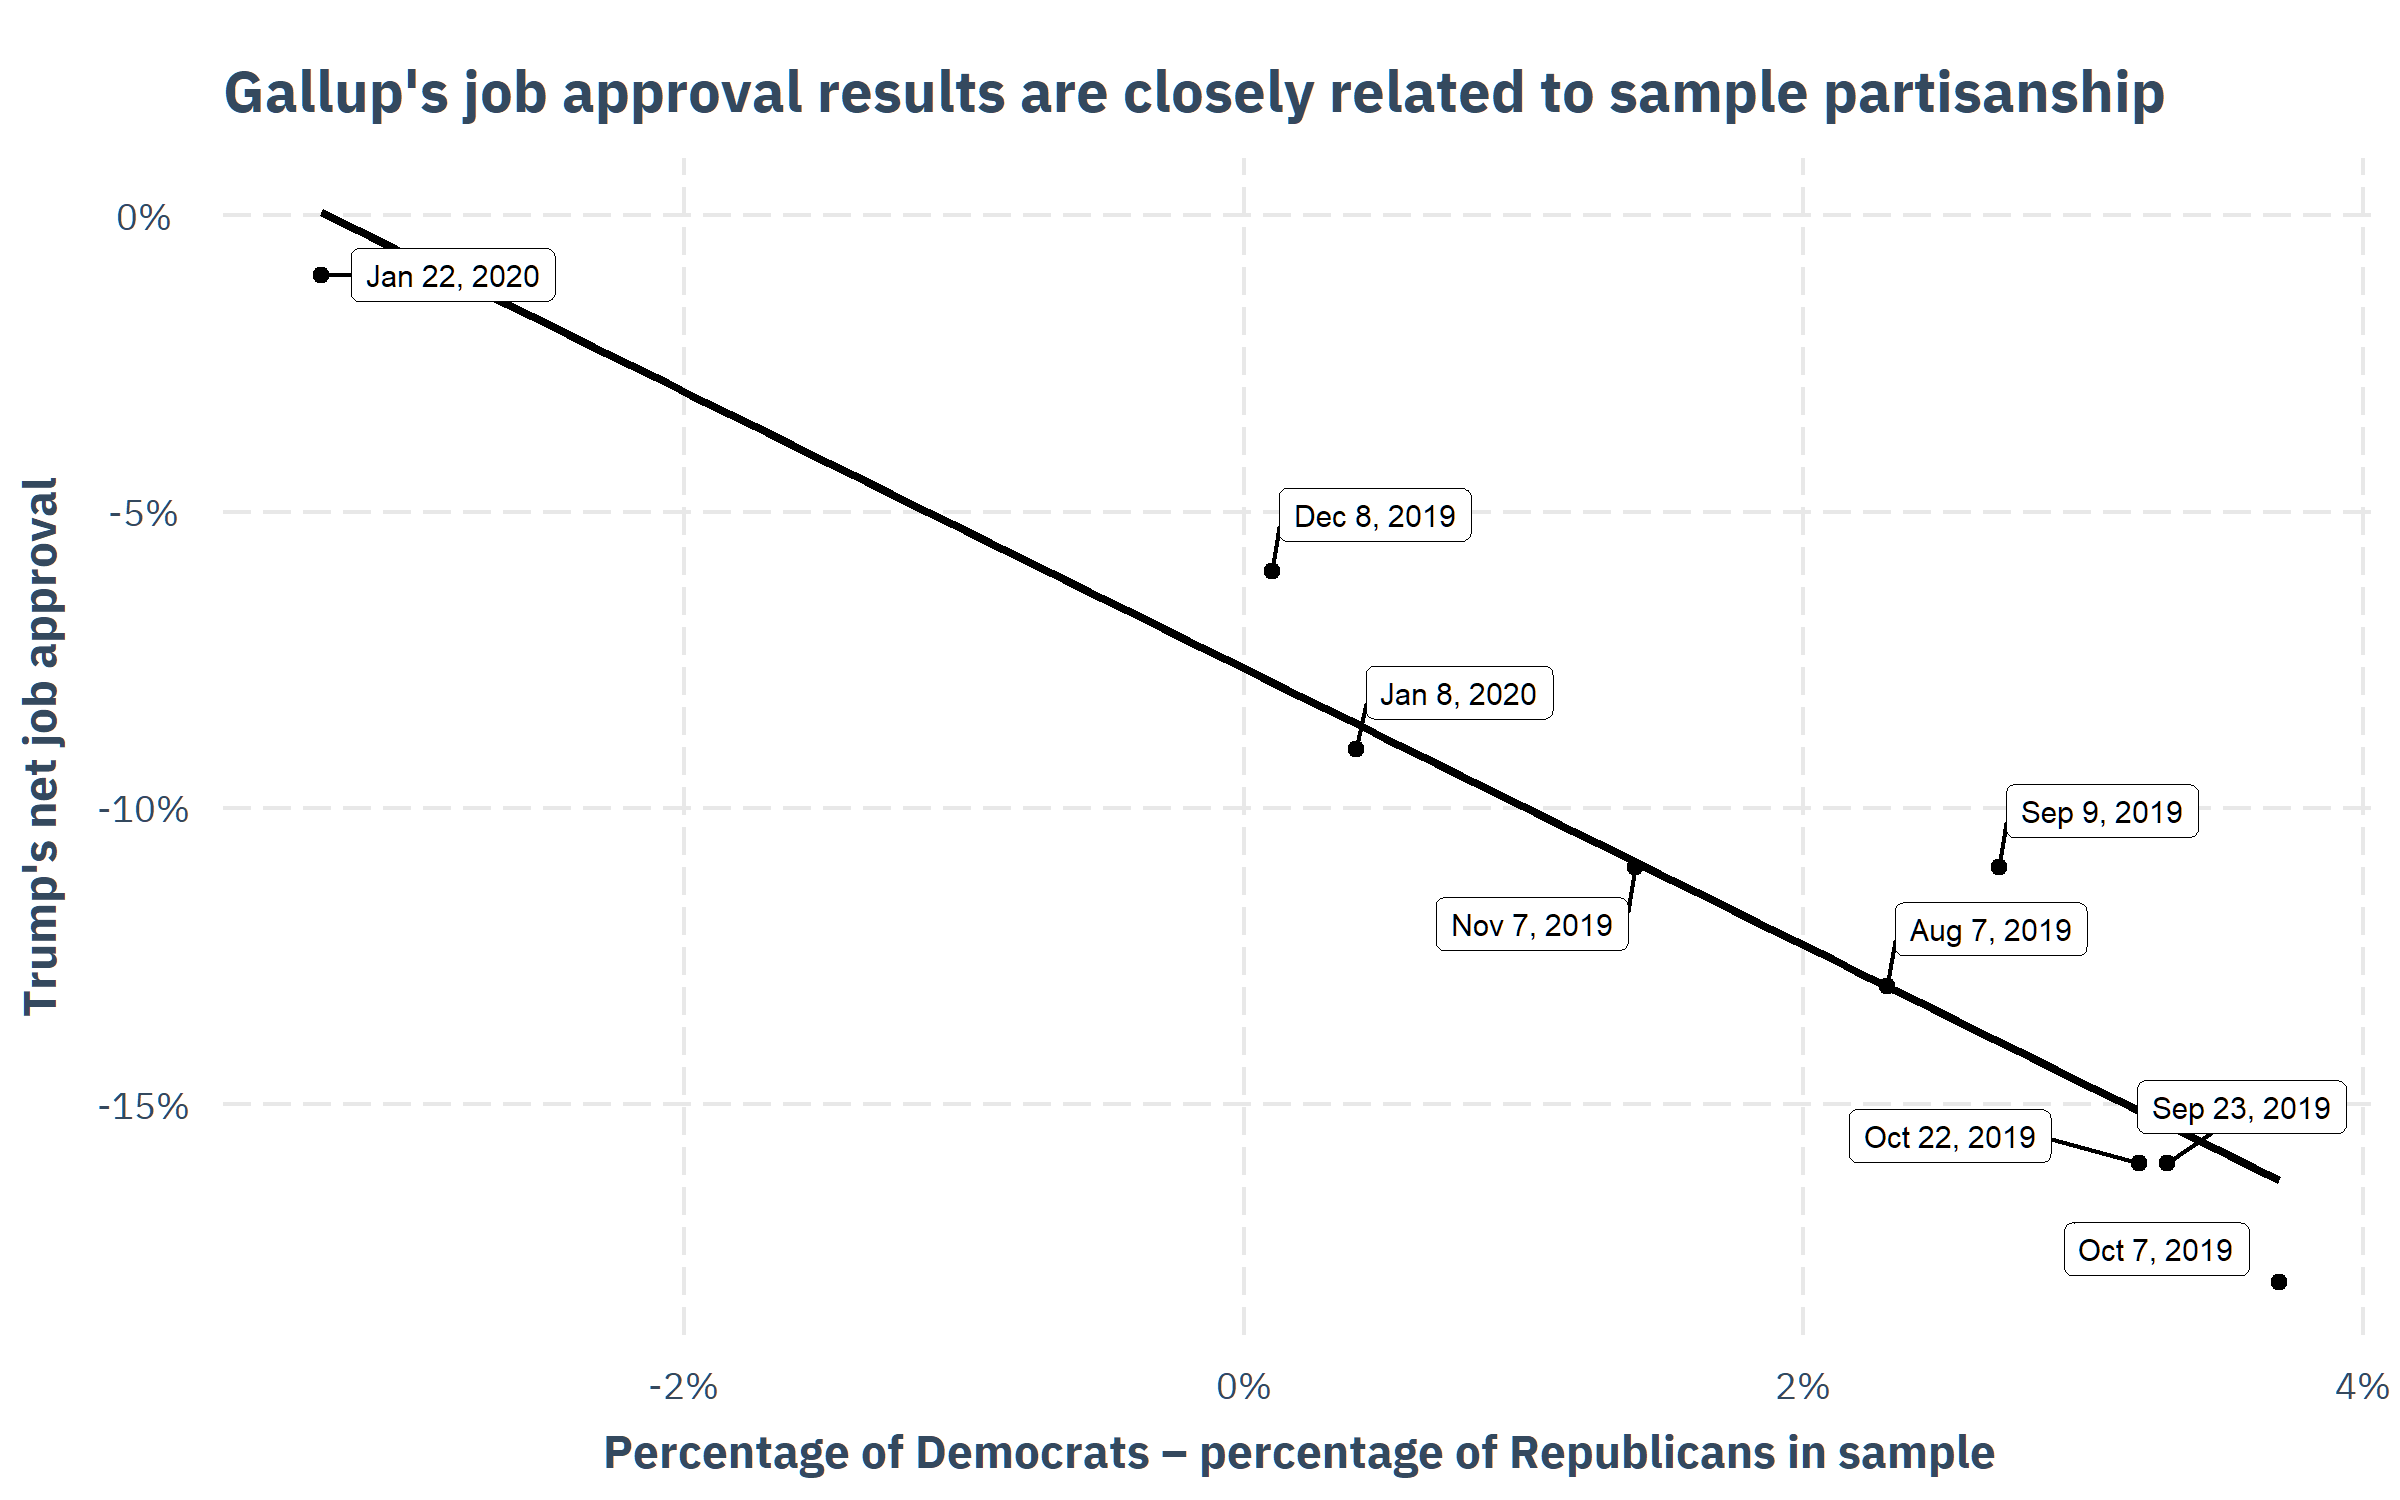 Gallup's job approval results are closely related to sample partisanship
Trump's net job approval
0%
-5%
-10%
-15%
Jan 22, 2020
Dec 8, 2019
Jan 8, 2020
Sep 9, 2019
Nov 7, 2019
Aug 7, 2019
Sep 23, 2019
Oct 22, 2019
Oct 7, 2019
-2%
0%
2%
4%
Percentage of Democrats – percentage of Republicans in sample